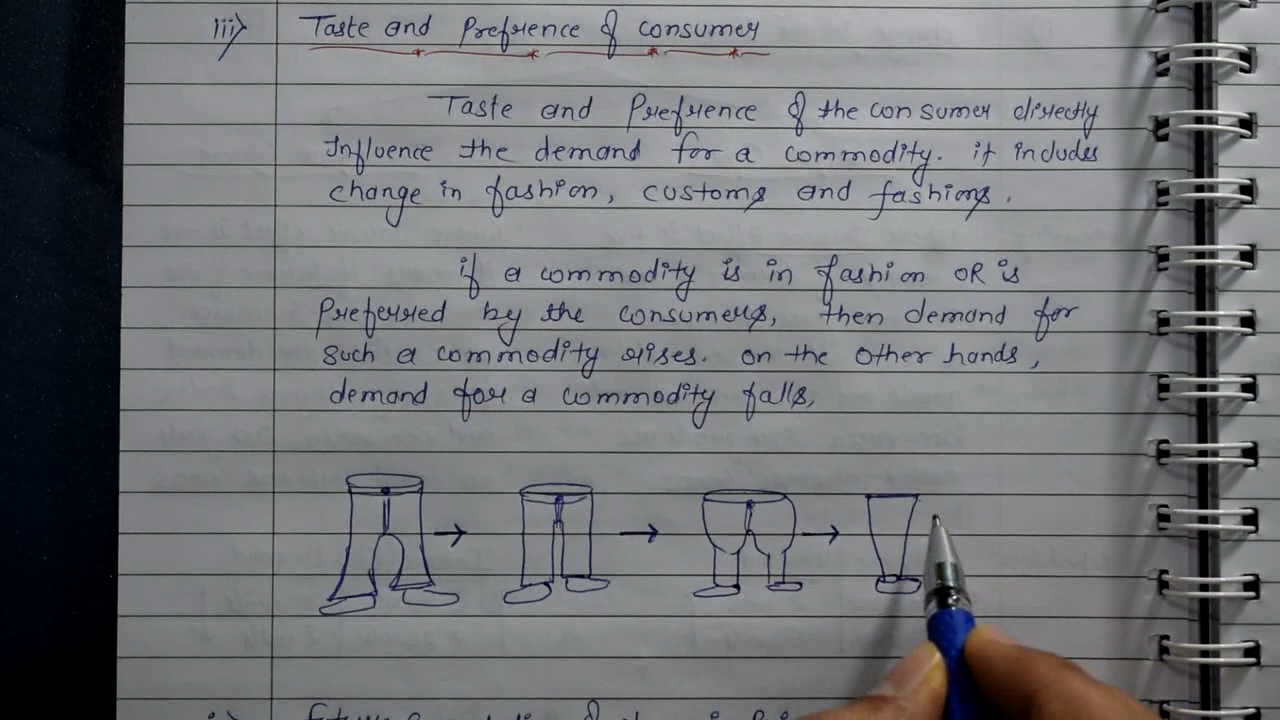 iii) Taste and Prefrence of consumer
Taste and Prefrence of the consumer directly
Influence the demand for a commodity. it includes
change in fashion, customs and fashions.
if a commodity is in fashion OR is
Preferred by the consumers, then demand for
such a commodity rises. on the other hands,
demand for a commodity falls,